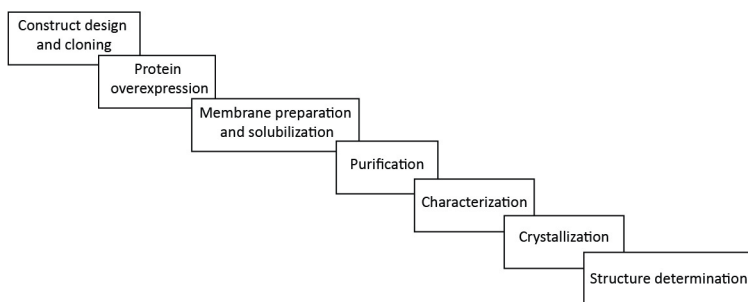 Construct design
and cloning
Protein
overexpression
Membrane preparation
and solubilization
Purification
Characterization
Crystallization
Structure determination